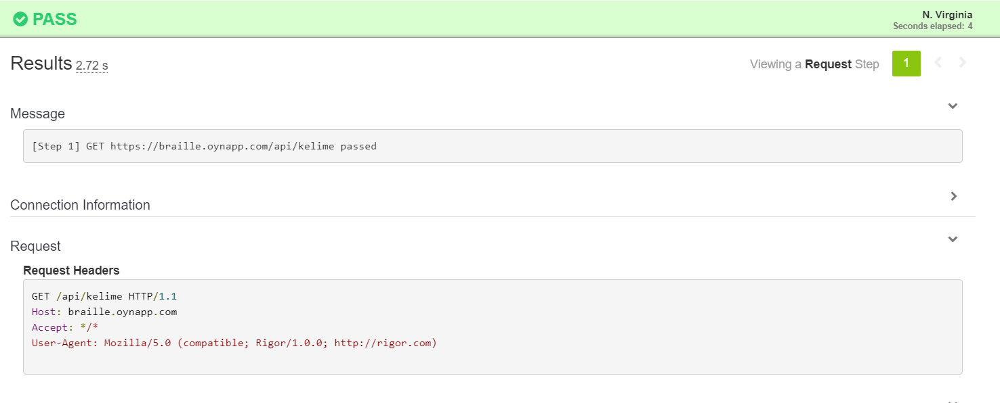 PASS
N. Virginia
Seconds elapsed: 4
Results 2.72 s
Viewing a Request Step 1
Message
[Step 1] GET https://braille.oynapp.com/api/kelime passed
Connection Information
Request
Request Headers
GET /api/kelime HTTP/1.1
Host: braille.oynapp.com
Accept: */*
User-Agent: Mozilla/5.0 (compatible; Rigor/1.0.0; http://rigor.com)